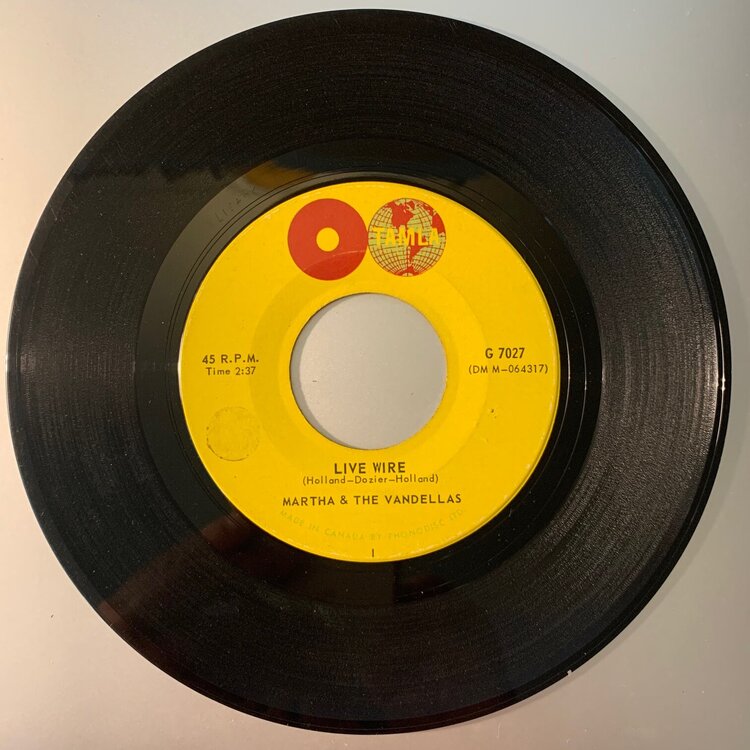 TAMLA
45 R.P.M.
Time 2:37
G 7027
(DM M–064317)
LIVE WIRE
(Holland–Dozier–Holland)
MARTHA & THE VANDELLAS
MADE IN CANADA BY PHONODISC LTD.
1